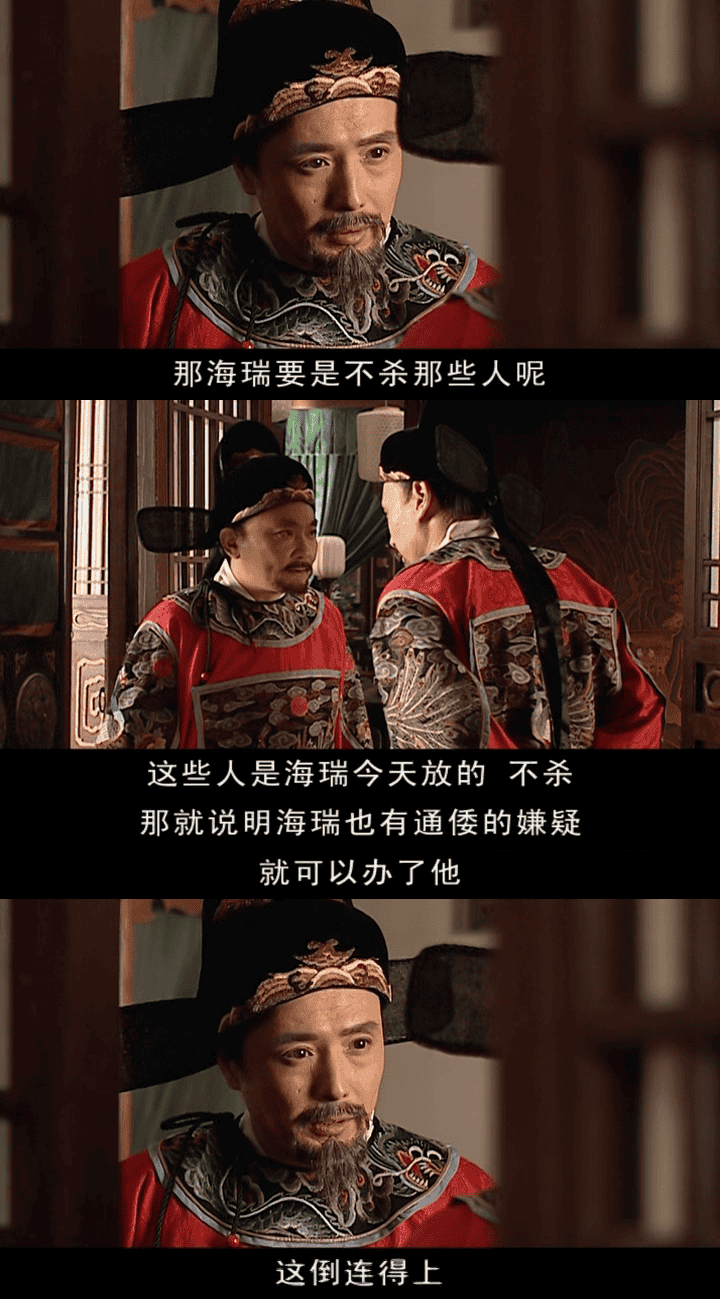 那海瑞要是不杀那些人呢
这些人是海瑞今天放的 不杀
那就说明海瑞也有通倭的嫌疑
就可以办了他
这倒连得上